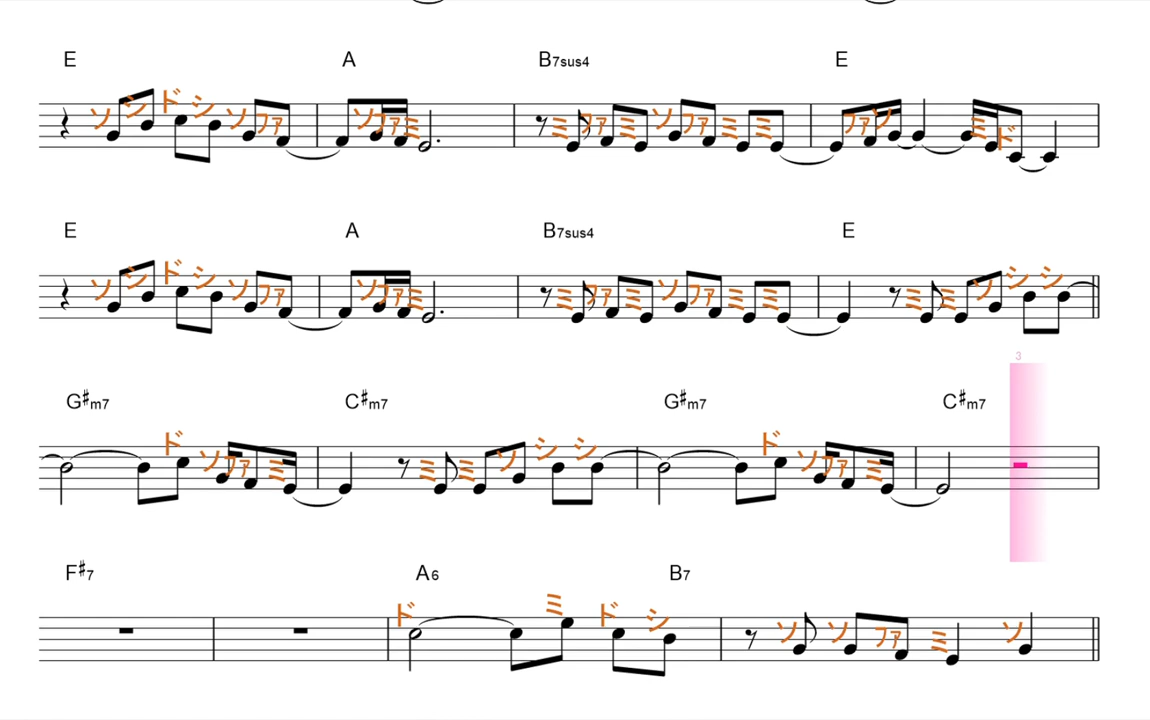 E A B7sus4 E
ソ シ ド シ ソ ファ ソ ファ ミ ミ ファ ミ ソ ファ ミ ミ ファ ソ ミ ド
E A B7sus4 E
ソ シ ド シ ソ ファ ソ ファ ミ ミ ファ ミ ソ ファ ミ ミ ミ ミ ソ シ シ
3
G#m7 C#m7 G#m7 C#m7
ド ソ ファ ミ ミ ミ ソ シ シ ド ソ ファ ミ
F#7 A6 B7
ド ミ ド シ ソ ソ ファ ミ ソ